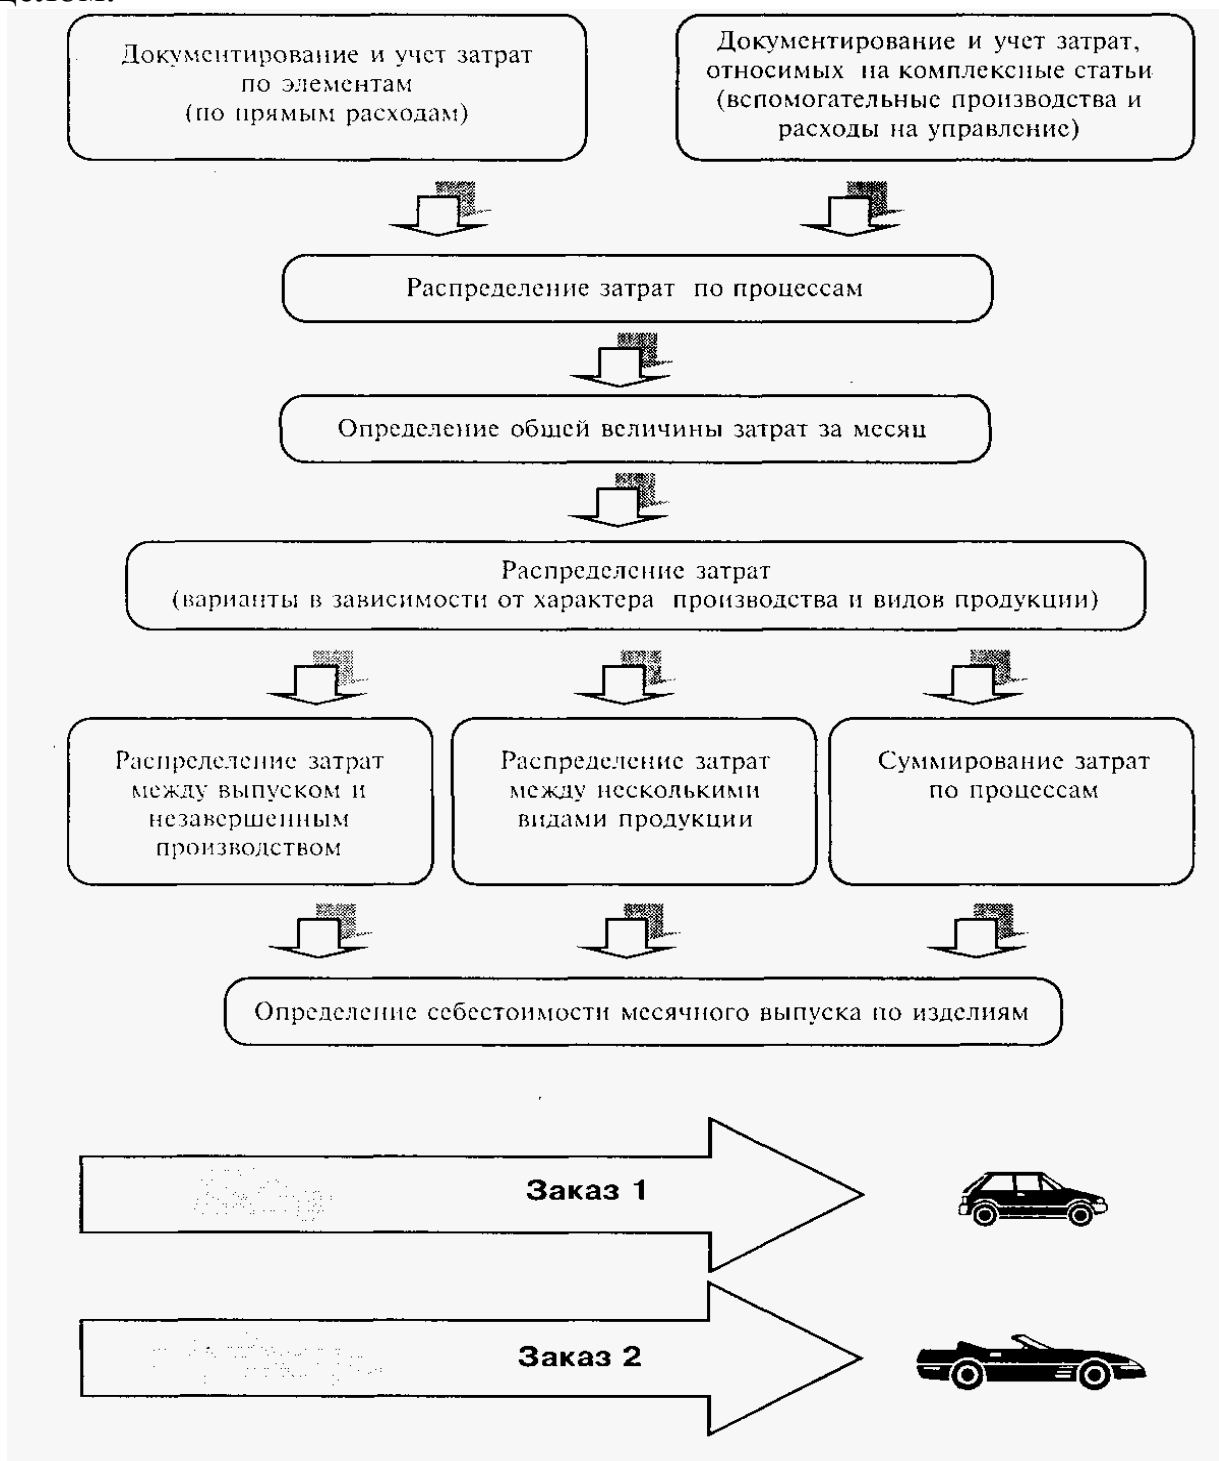 Документирование и учет затрат
по элементам
(по прямым расходам)
Документирование и учет затрат,
относимых на комплексные статьи
(вспомогательные производства и
расходы на управление)
Распределение затрат по процессам
Определение общей величины затрат за месяц
Распределение затрат
(варианты в зависимости от характера производства и видов продукции)
Распределение затрат
между выпуском и
незавершенным
производством
Распределение затрат
между несколькими
видами продукции
Суммирование затрат
по процессам
Определение себестоимости месячного выпуска по изделиям
Заказ 1
Заказ 2